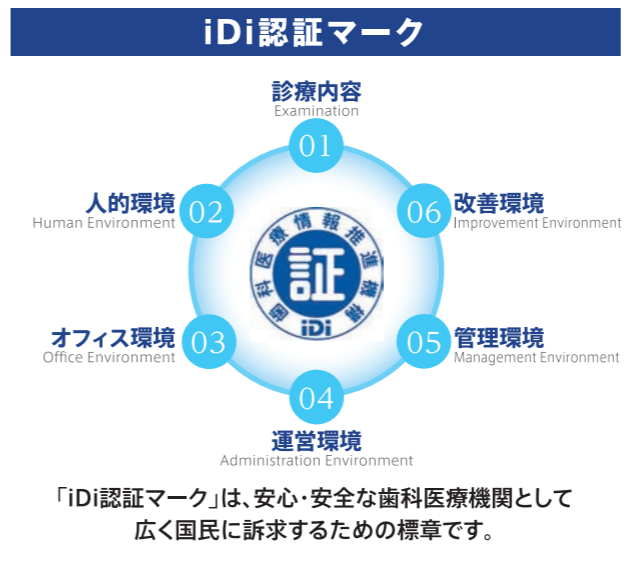 iDi認証マーク
診療内容
Examination
01
人的環境
Human Environment
02
06
改善環境
Improvement Environment
歯科医療情報推進機構
証
iDi
オフィス環境
Office Environment
03
05
管理環境
Management Environment
04
運営環境
Administration Environment
「iDi認証マーク」は、安心・安全な歯科医療機関として
広く国民に訴求するための標章です。